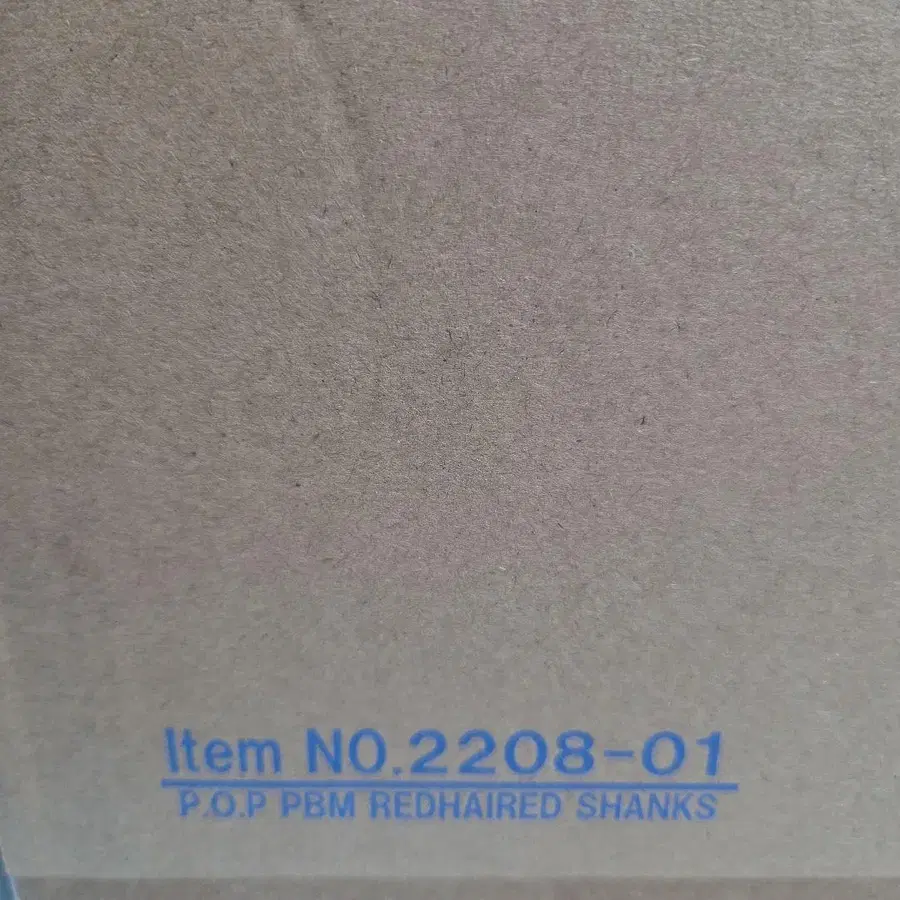 Item NO.2208-01
P.O.P PBM REDHAIRED SHANKS